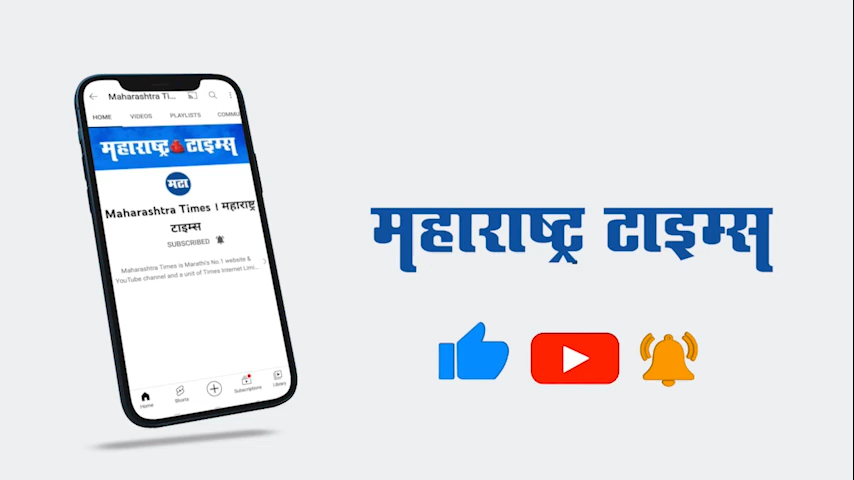 Maharashtra Ti...
HOME VIDEOS PLAYLISTS COMMU
महाराष्ट्र टाइम्स
मटा
Maharashtra Times । महाराष्ट्र
टाइम्स
SUBSCRIBED
Maharashtra Times is Marathi's No.1 website &
YouTube channel and a unit of Times Internet Limi...
Home Shorts Subscriptions Library
महाराष्ट्र टाइम्स